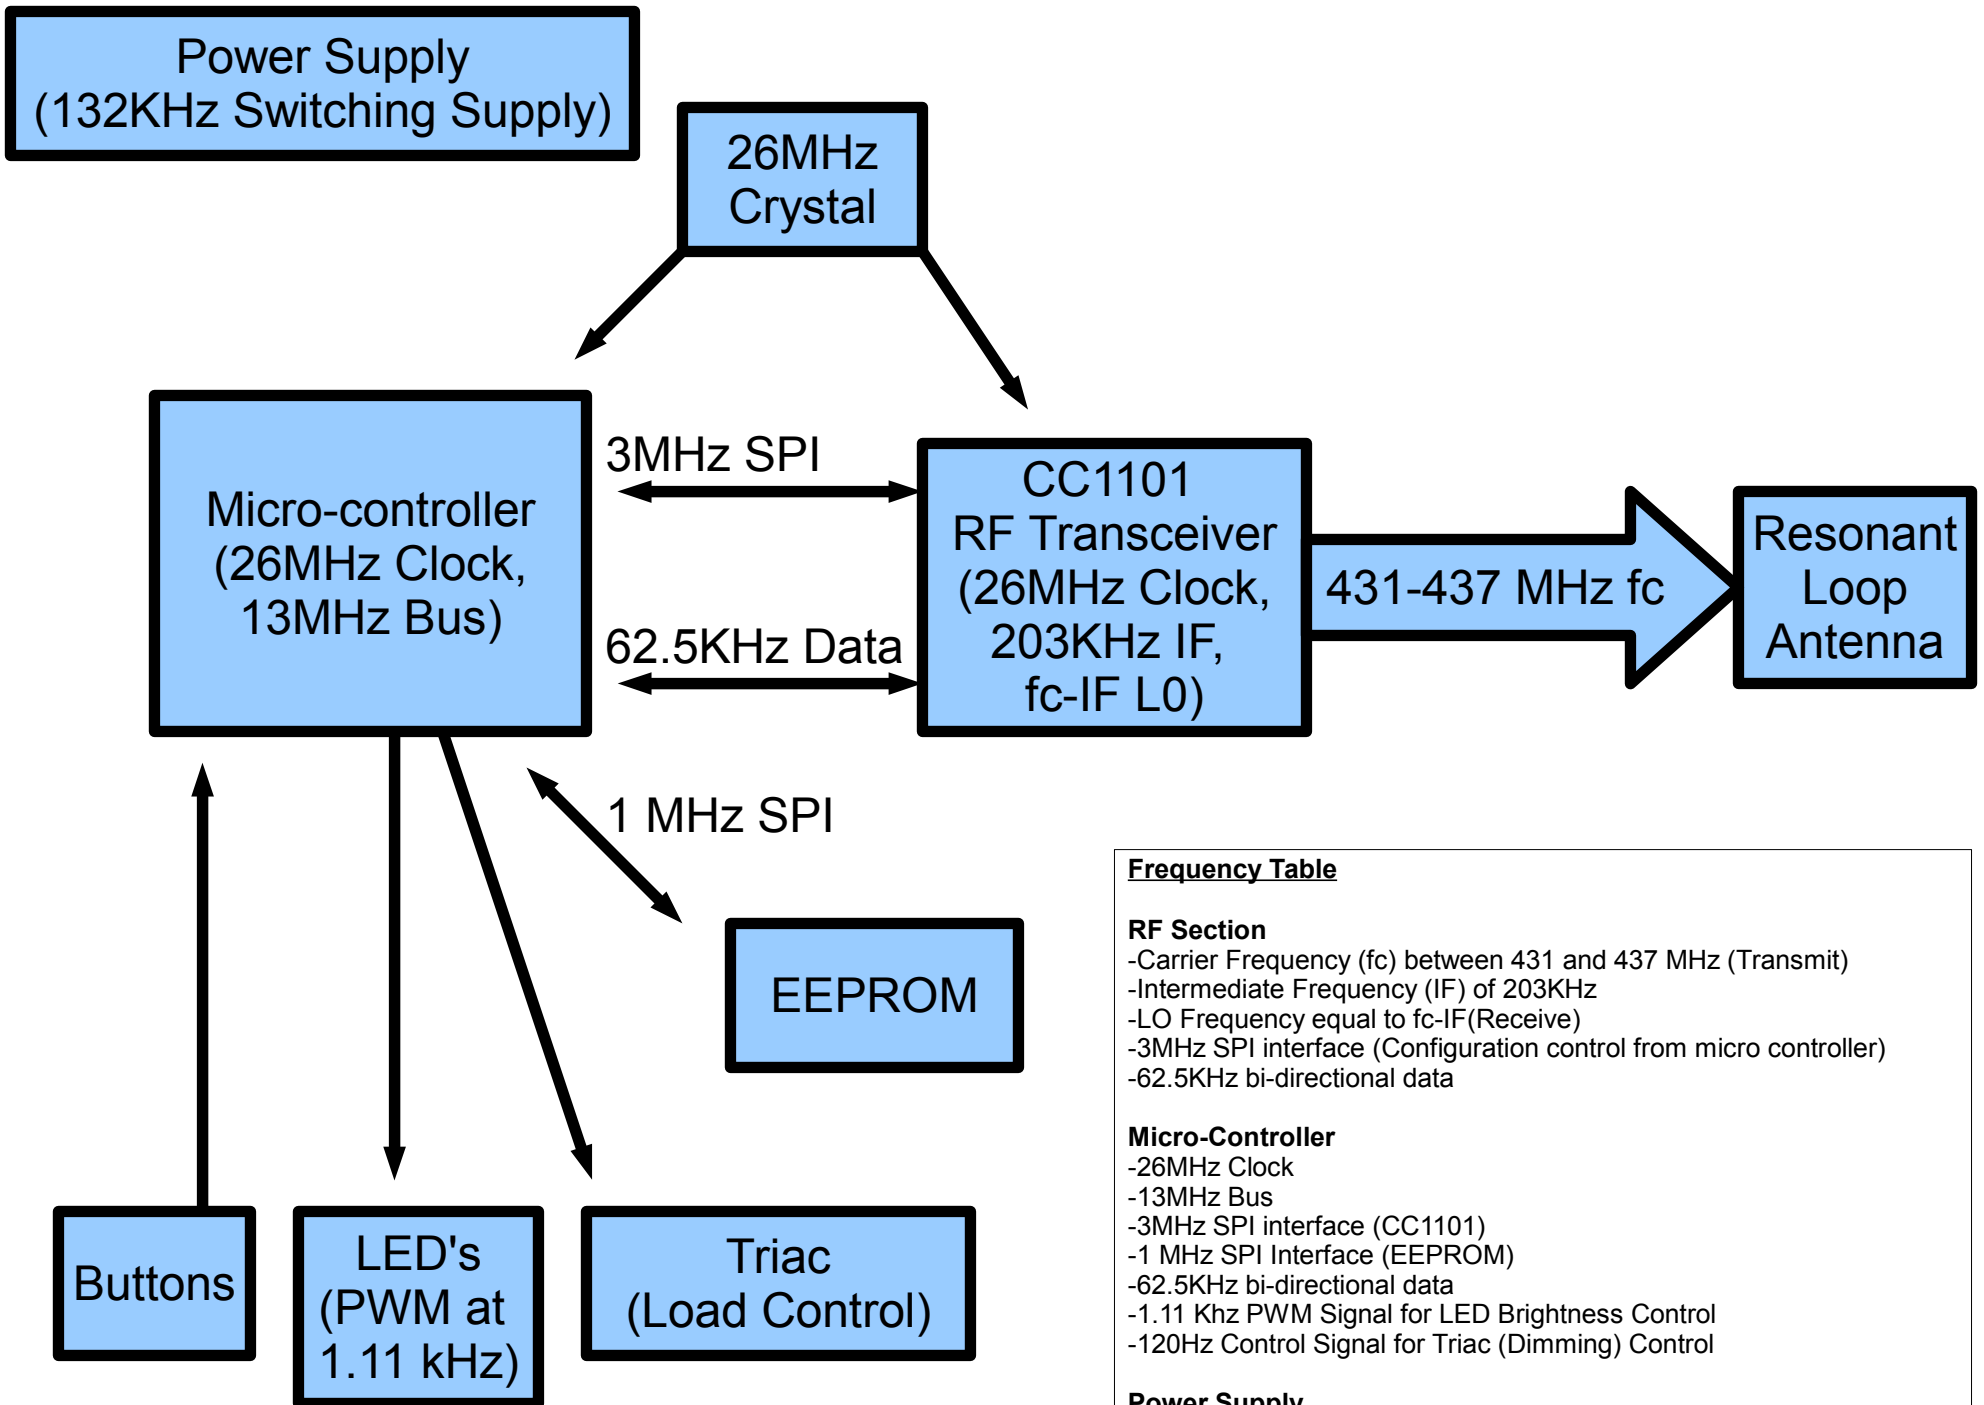 Power Supply
(132KHz Switching Supply)
26MHz
Crystal
Micro-controller
(26MHz Clock,
13MHz Bus)
3MHz SPI
62.5KHz Data
CC1101
RF Transceiver
(26MHz Clock,
203KHz IF,
fc-IF L0)
431-437 MHz fc
Resonant
Loop
Antenna
1 MHz SPI
EEPROM
Buttons
LED's
(PWM at
1.11 kHz)
Triac
(Load Control)
Frequency Table
RF Section
-Carrier Frequency (fc) between 431 and 437 MHz (Transmit)
-Intermediate Frequency (IF) of 203KHz
-LO Frequency equal to fc-IF(Receive)
-3MHz SPI interface (Configuration control from micro controller)
-62.5KHz bi-directional data
Micro-Controller
-26MHz Clock
-13MHz Bus
-3MHz SPI interface (CC1101)
-1 MHz SPI Interface (EEPROM)
-62.5KHz bi-directional data
-1.11 Khz PWM Signal for LED Brightness Control
-120Hz Control Signal for Triac (Dimming) Control
Power Supply